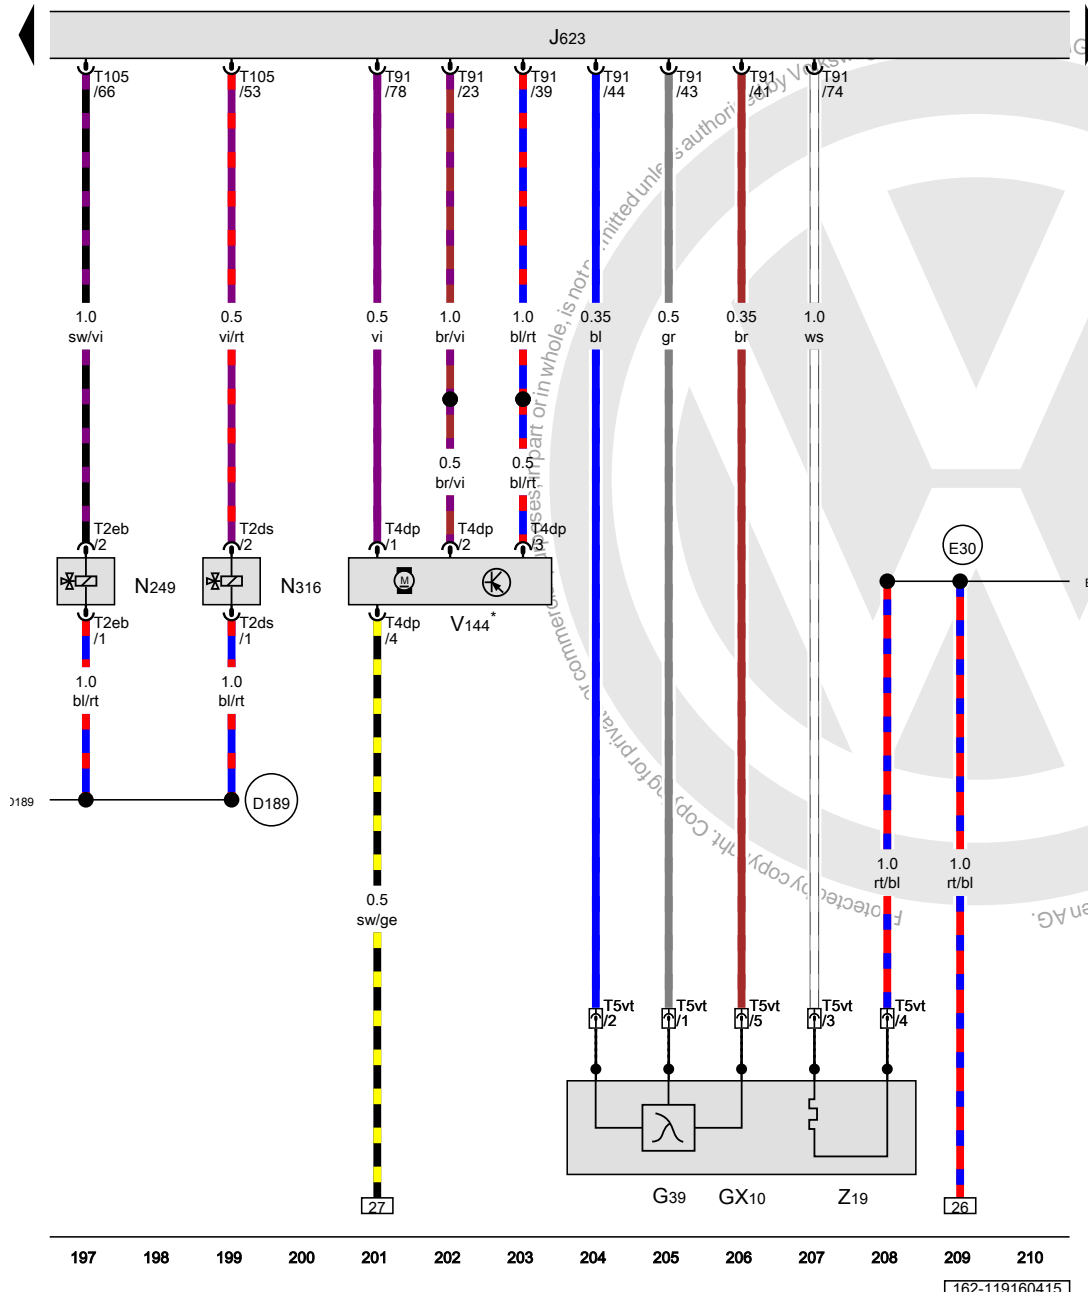 J623
T105 T105 T91 T91 T91 T91 T91 T91 T91
/66 /53 /78 /23 /39 /44 /43 /47 /74
1.0 0.5 0.5 1.0 1.0 0.35 0.5 0.35 1.0
sw/vi vi/rt vi br/vi bl/rt bl gr br ws
0.5 0.5
br/vi bl/rt
T2eb T2ds T4dp T4dp T4dp
/2 /2 /1 /2 /3
E30
M
N249 N316
T2eb T2ds T4dp V144*
/1 /1 /4
1.0 1.0
bl/rt bl/rt
D189
1.0 1.0
rt/bl rt/bl
0.5
sw/ge
T5vt T5vt T5vt T5vt T5vt
/2 /1 /5 /3 /4
G39 GX10 Z19
27 26
197 198 199 200 201 202 203 204 205 206 207 208 209 210
162-119160415